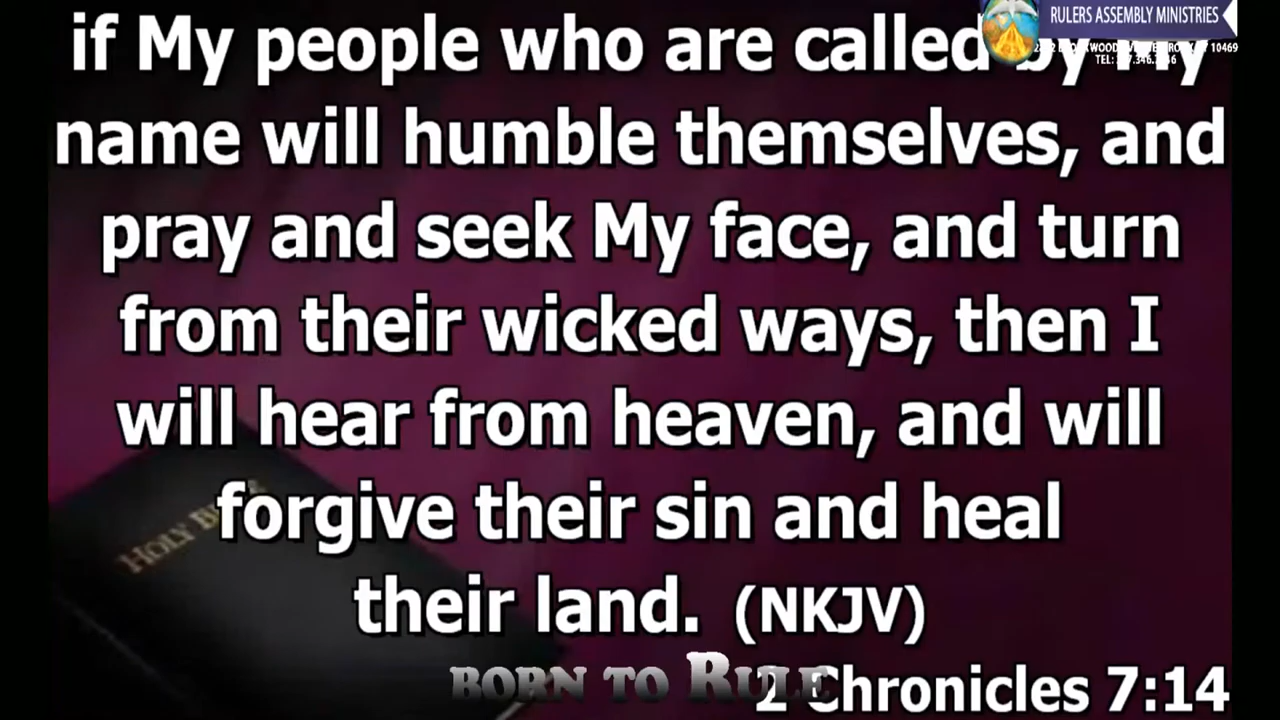 RULERS ASSEMBLY MINISTRIES
10469
TEL:
if My people who are called by My
name will humble themselves, and
pray and seek My face, and turn
from their wicked ways, then I
will hear from heaven, and will
forgive their sin and heal
their land. (NKJV)
HOLY
BORN TO RULE
2 Chronicles 7:14